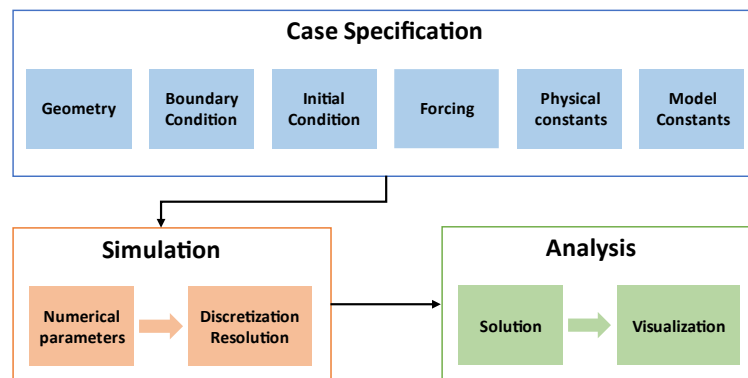 Case Specification
Geometry
Boundary
Condition
Initial
Condition
Forcing
Physical
constants
Model
Constants
Simulation
Numerical
parameters
Discretization
Resolution
Analysis
Solution
Visualization